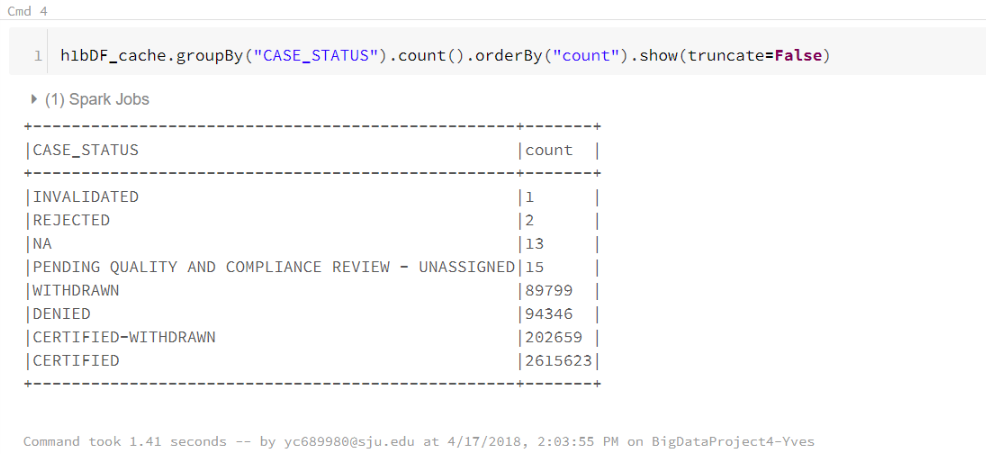 Cmd 4
1 h1bDF_cache.groupBy("CASE_STATUS").count().orderBy("count").show(truncate=False)
(1) Spark Jobs
+--------------------------------------------------+-------+
|CASE_STATUS |count |
+--------------------------------------------------+-------+
|INVALIDATED |1 |
|REJECTED |2 |
|NA |13 |
|PENDING QUALITY AND COMPLIANCE REVIEW - UNASSIGNED|15 |
|WITHDRAWN |89799 |
|DENIED |94346 |
|CERTIFIED-WITHDRAWN |202659 |
|CERTIFIED |2615623|
+--------------------------------------------------+-------+
Command took 1.41 seconds -- by yc689980@sju.edu at 4/17/2018, 2:03:55 PM on BigDataProject4-Yves